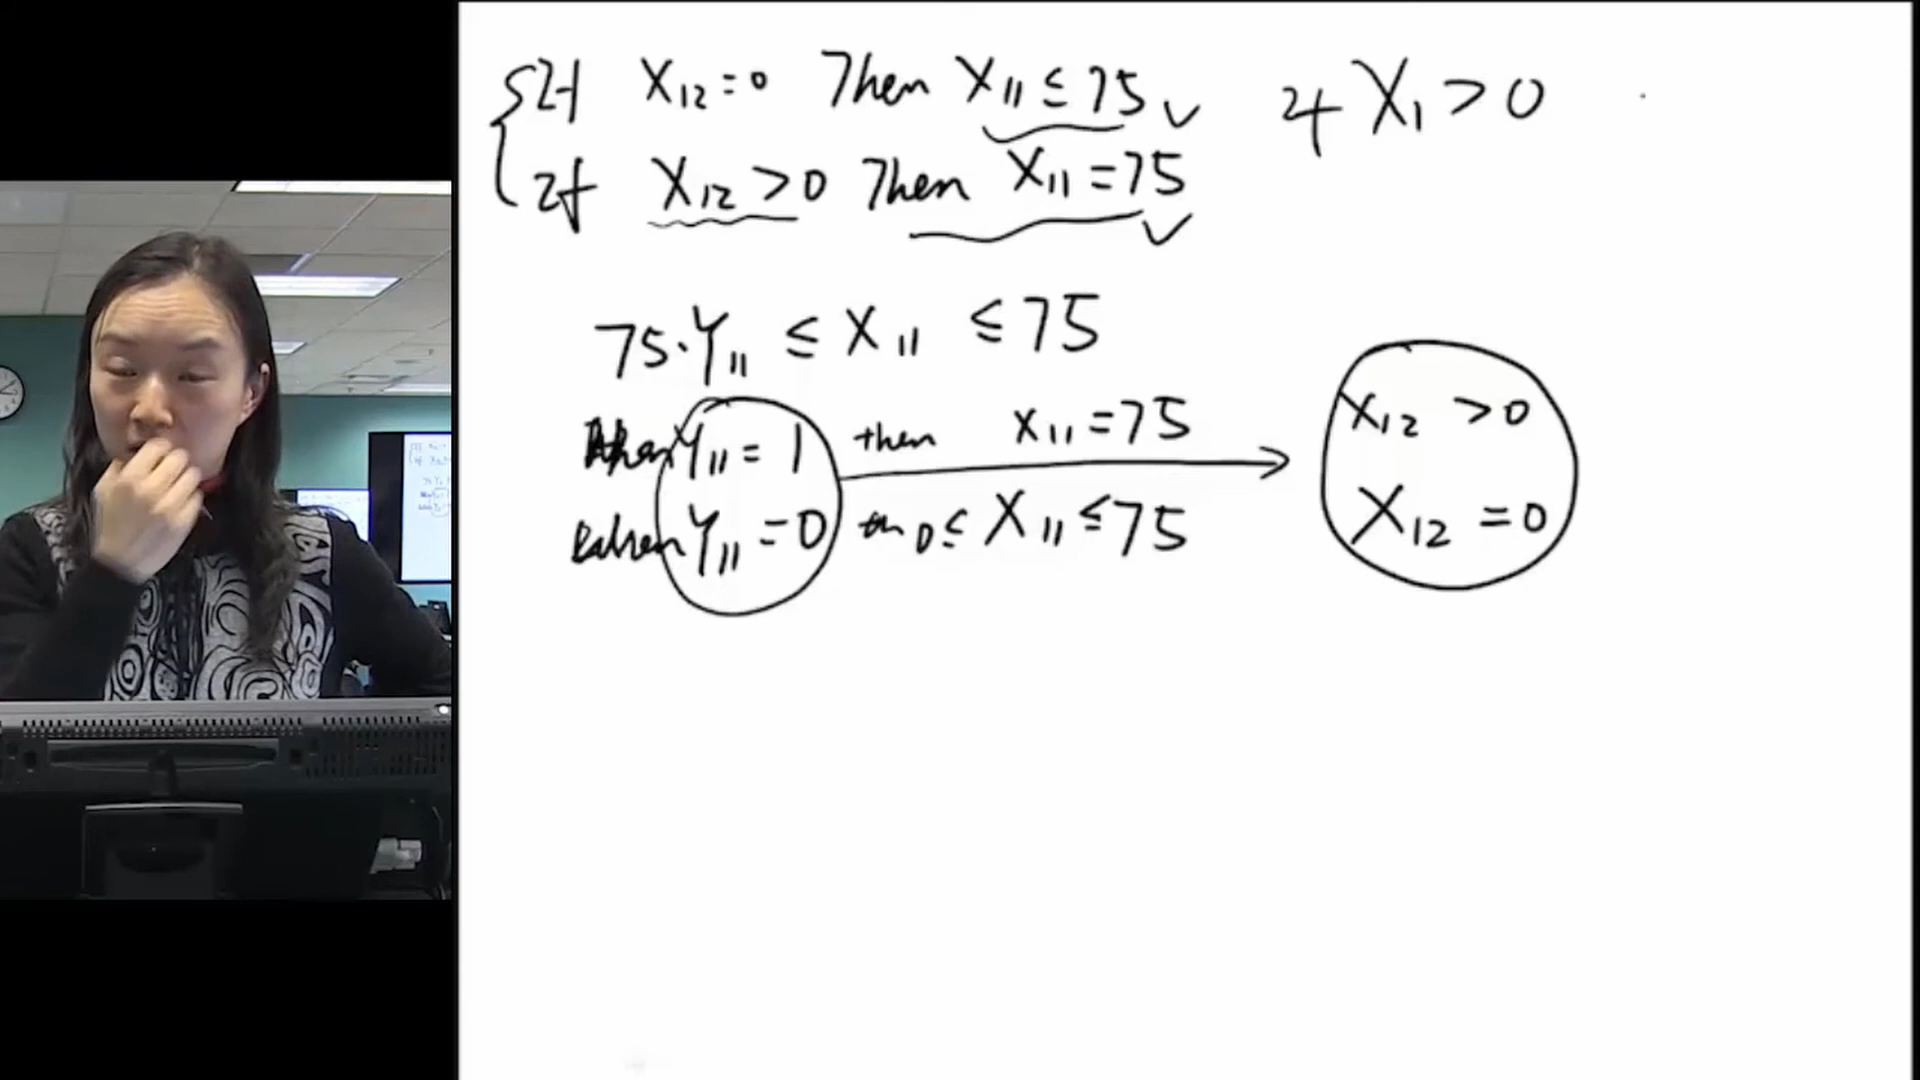 If X12 = 0 Then X11 ≤ 75 ✓ If X1 > 0
If X12 > 0 Then X11 = 75 ✓
75·Y11 ≤ X11 ≤ 75
when Y11 = 1 then X11 = 75
when Y11 = 0 0 ≤ X11 ≤ 75
X12 > 0
X12 = 0